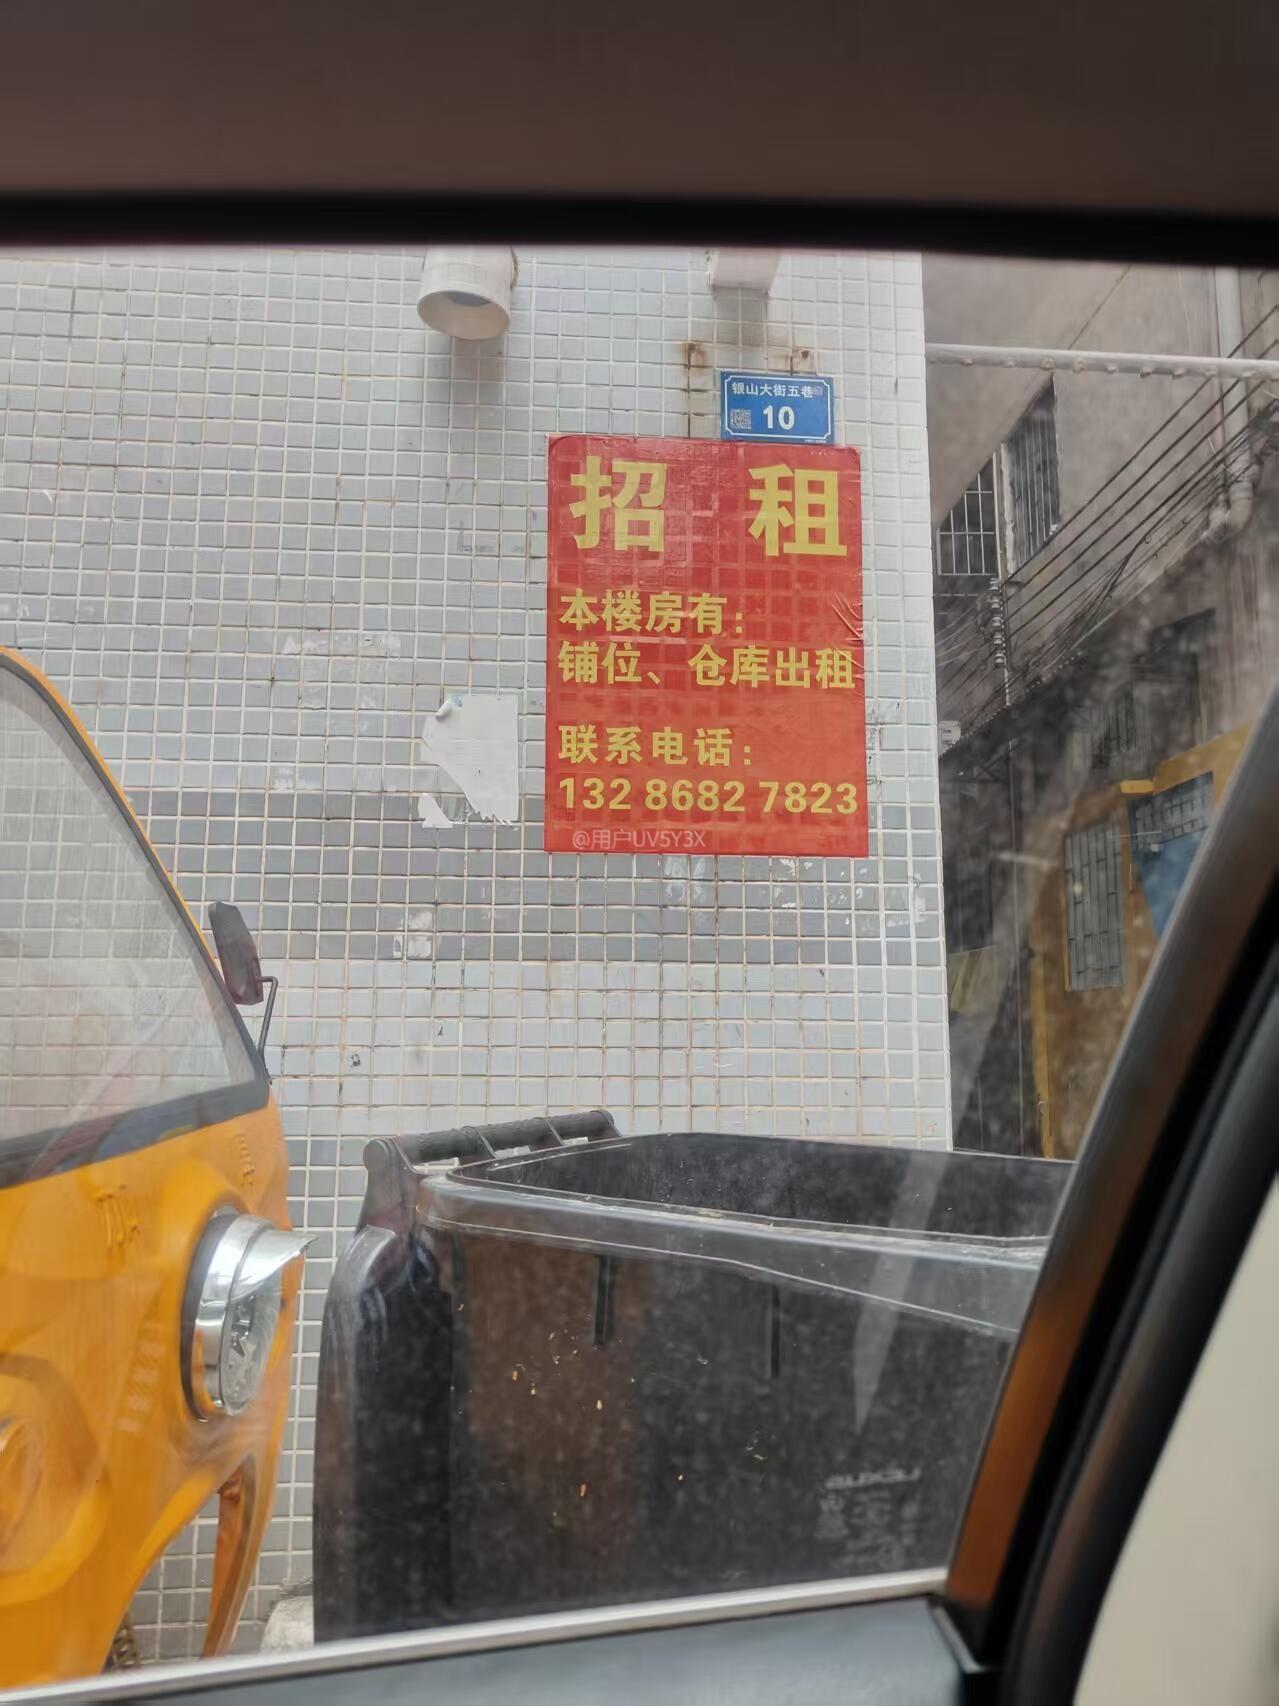 银山大街五巷
10
招 租
本楼房有：
铺位、仓库出租
联系电话：
132 8682 7823
@用户UV5Y3X